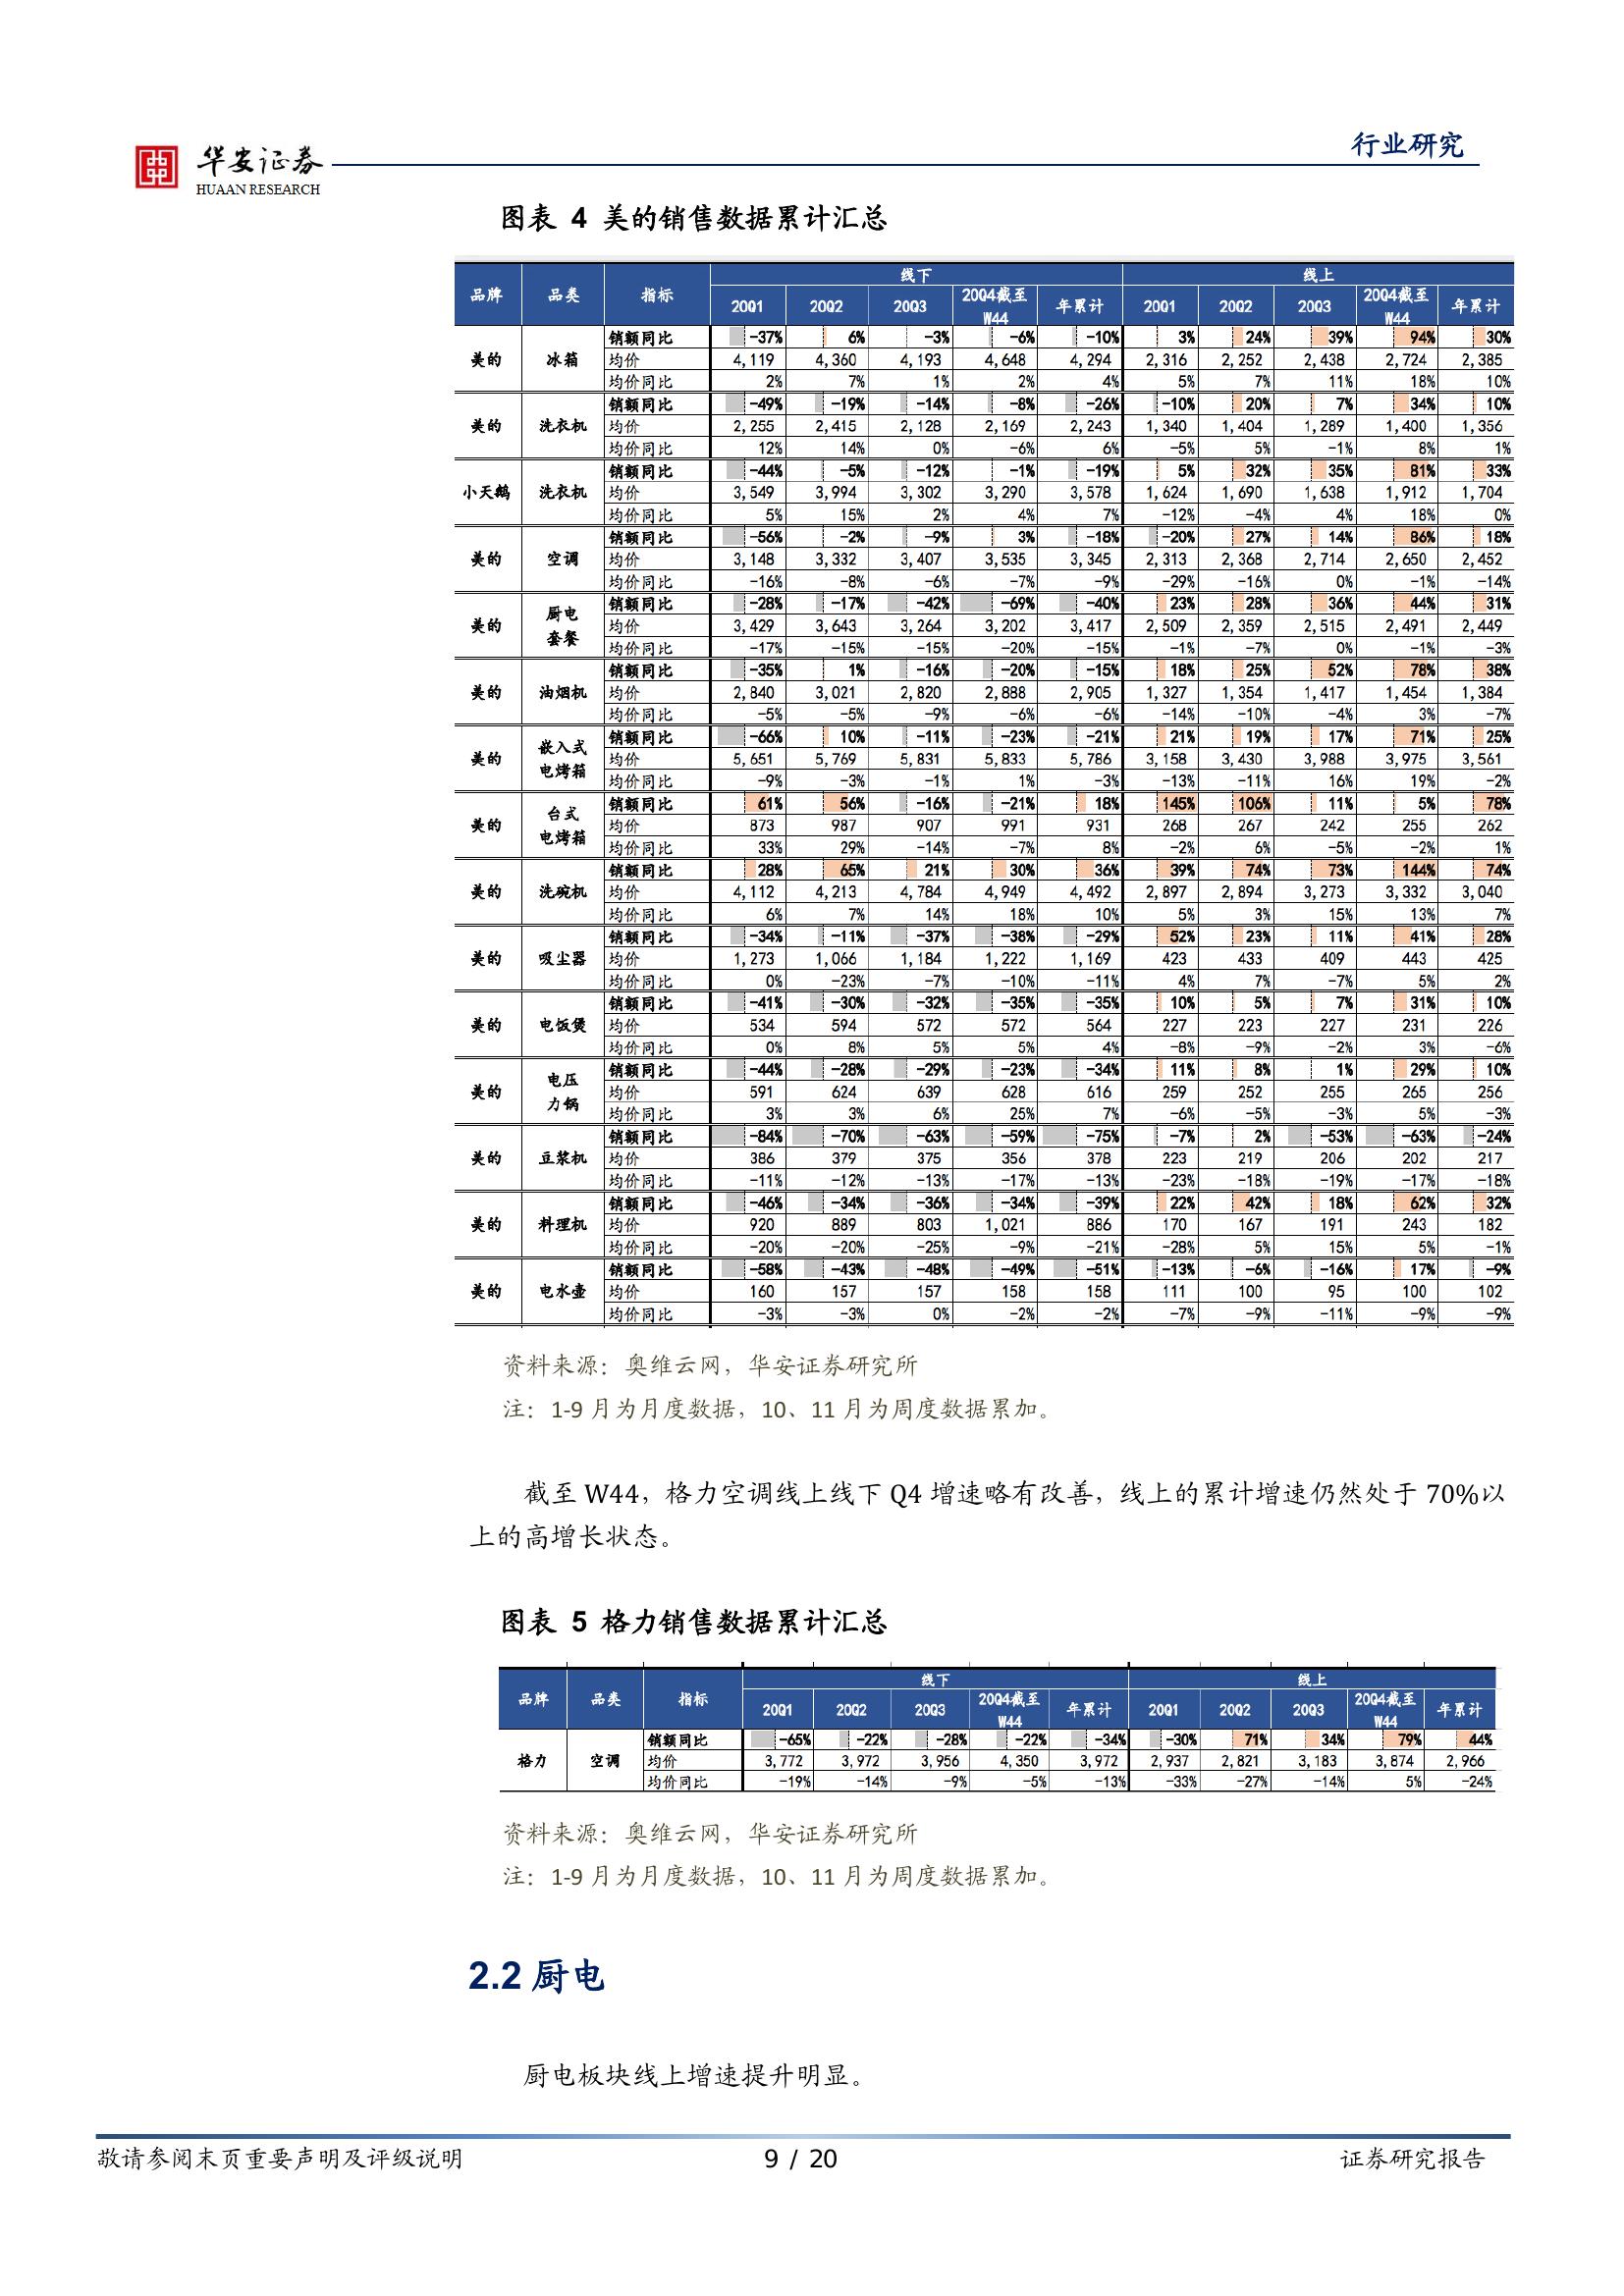 华安证券
HUAAN RESEARCH
行业研究
图表 4 美的销售数据累计汇总
品牌 品类 指标 线下 线上
20Q1 20Q2 20Q3 20Q4截至W44 年累计 20Q1 20Q2 20Q3 20Q4截至W44 年累计
美的 冰箱 销额同比 -37% 6% -3% -6% -10% 3% 24% 39% 94% 30%
均价 4,119 4,360 4,193 4,648 4,294 2,316 2,252 2,438 2,724 2,385
均价同比 2% 7% 1% 2% 4% 5% 7% 11% 18% 10%
美的 洗衣机 销额同比 -49% -19% -14% -8% -26% -10% 20% 7% 34% 10%
均价 2,255 2,415 2,128 2,169 2,243 1,340 1,404 1,289 1,400 1,356
均价同比 12% 14% 0% -6% 6% -5% 5% -1% 8% 1%
小天鹅 洗衣机 销额同比 -44% -5% -12% -1% -19% 5% 32% 35% 81% 33%
均价 3,549 3,994 3,302 3,290 3,578 1,624 1,690 1,638 1,912 1,704
均价同比 5% 15% 2% 4% 7% -12% -4% 4% 18% 0%
美的 空调 销额同比 -56% -2% -9% 3% -18% -20% 27% 14% 86% 18%
均价 3,148 3,332 3,407 3,535 3,345 2,313 2,368 2,714 2,650 2,452
均价同比 -16% -8% -6% -7% -9% -29% -16% 0% -1% -14%
美的 厨电套餐 销额同比 -28% -17% -42% -69% -40% 23% 28% 36% 44% 31%
均价 3,429 3,643 3,264 3,202 3,417 2,509 2,359 2,515 2,491 2,449
均价同比 -17% -15% -15% -20% -15% -1% -7% 0% -1% -3%
美的 油烟机 销额同比 -35% 1% -16% -20% -15% 18% 25% 52% 78% 38%
均价 2,840 3,021 2,820 2,888 2,905 1,327 1,354 1,417 1,454 1,384
均价同比 -5% -5% -9% -6% -6% -14% -10% -4% 3% -7%
美的 嵌入式电烤箱 销额同比 -66% 10% -11% -23% -21% 21% 19% 17% 71% 25%
均价 5,651 5,769 5,831 5,833 5,786 3,158 3,430 3,988 3,975 3,561
均价同比 -9% -3% -1% 1% -3% -13% -11% 16% 19% -2%
美的 台式电烤箱 销额同比 61% 56% -16% -21% 18% 145% 106% 11% 5% 78%
均价 873 987 907 991 931 268 267 242 255 262
均价同比 33% 29% -14% -7% 8% -2% 6% -5% -2% 1%
美的 洗碗机 销额同比 28% 65% 21% 30% 36% 39% 74% 73% 144% 74%
均价 4,112 4,213 4,784 4,949 4,492 2,897 2,894 3,273 3,332 3,040
均价同比 6% 7% 14% 18% 10% 5% 3% 15% 13% 7%
美的 吸尘器 销额同比 -34% -11% -37% -38% -29% 52% 23% 11% 41% 28%
均价 1,273 1,066 1,184 1,222 1,169 423 433 409 443 425
均价同比 0% -23% -7% -10% -11% 4% 7% -7% 5% 2%
美的 电饭煲 销额同比 -41% -30% -32% -35% -35% 10% 5% 7% 31% 10%
均价 534 594 572 572 564 227 223 227 231 226
均价同比 0% 8% 5% 5% 4% -8% -9% -2% 3% -6%
美的 电压力锅 销额同比 -44% -28% -29% -23% -34% 11% 8% 1% 29% 10%
均价 591 624 639 628 616 259 252 255 265 256
均价同比 3% 3% 6% 25% 7% -6% -5% -3% 5% -3%
美的 豆浆机 销额同比 -84% -70% -63% -59% -75% -7% 2% -53% -63% -24%
均价 386 379 375 356 378 223 219 206 202 217
均价同比 -11% -12% -13% -17% -13% -23% -18% -19% -17% -18%
美的 料理机 销额同比 -46% -34% -36% -34% -39% 22% 42% 18% 62% 32%
均价 920 889 803 1,021 886 170 167 191 243 182
均价同比 -20% -20% -25% -9% -21% -28% 5% 15% 5% -1%
美的 电水壶 销额同比 -58% -43% -48% -49% -51% -13% -6% -16% 17% -9%
均价 160 157 157 158 158 111 100 95 100 102
均价同比 -3% -3% 0% -2% -2% -7% -9% -11% -9% -9%
资料来源：奥维云网，华安证券研究所
注：1-9 月为月度数据，10、11 月为周度数据累加。
截至 W44，格力空调线上线下 Q4 增速略有改善，线上的累计增速仍然处于 70%以
上的高增长状态。
图表 5 格力销售数据累计汇总
品牌 品类 指标 线下 线上
20Q1 20Q2 20Q3 20Q4截至W44 年累计 20Q1 20Q2 20Q3 20Q4截至W44 年累计
格力 空调 销额同比 -65% -22% -28% -22% -34% -30% 71% 34% 79% 44%
均价 3,772 3,972 3,956 4,350 3,972 2,937 2,821 3,183 3,874 2,966
均价同比 -19% -14% -9% -5% -13% -33% -27% -14% 5% -24%
资料来源：奥维云网，华安证券研究所
注：1-9 月为月度数据，10、11 月为周度数据累加。
2.2 厨电
厨电板块线上增速提升明显。
敬请参阅末页重要声明及评级说明 9 / 20 证券研究报告